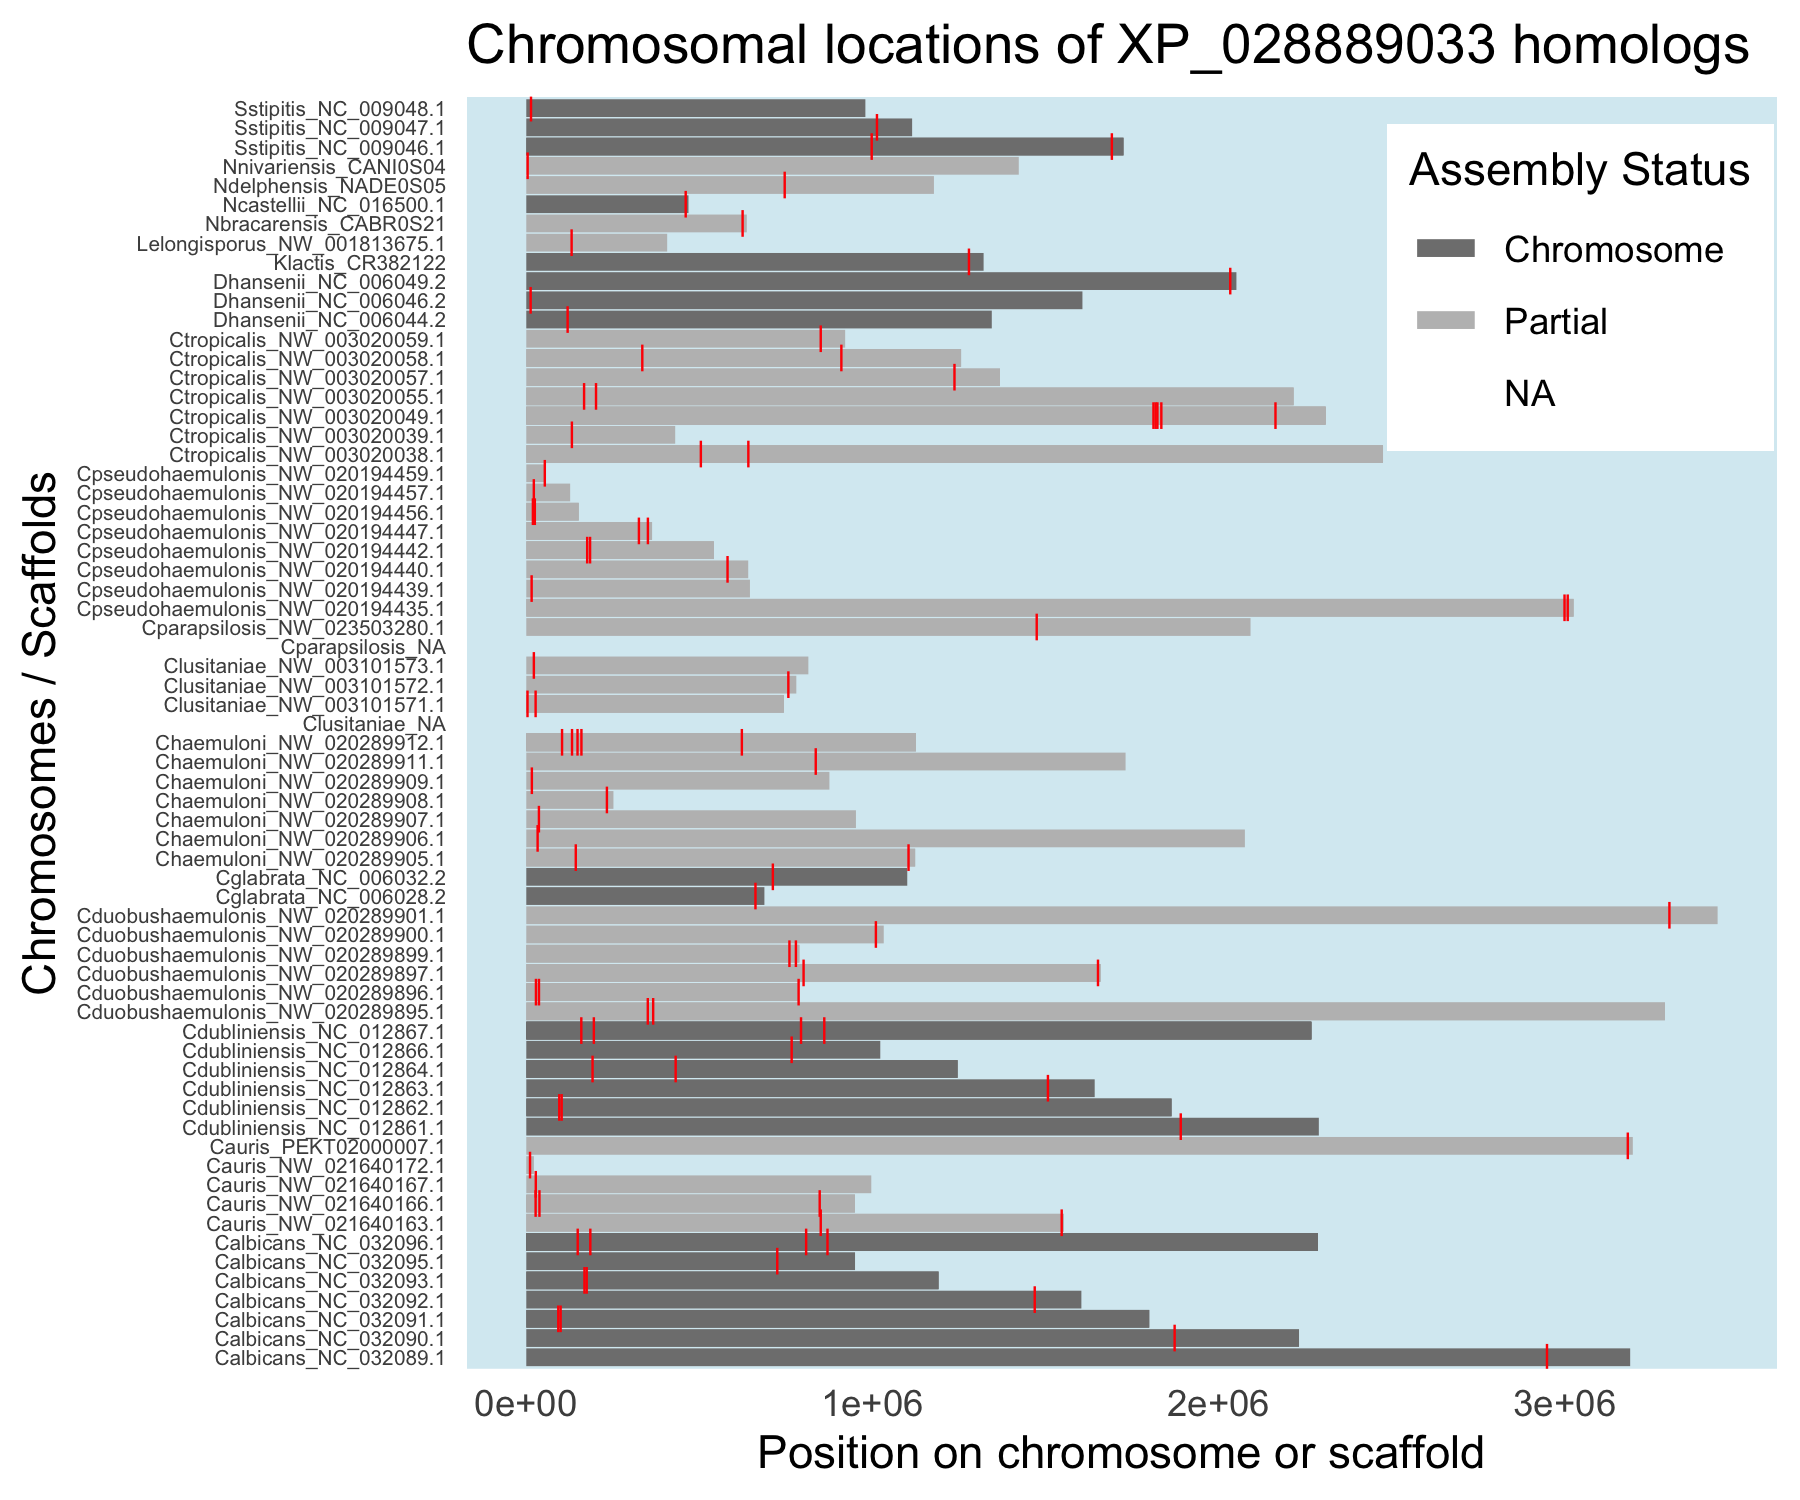 Chromosomal locations of XP_028889033 homologs
Sstipitis_NC_009048.1
Sstipitis_NC_009047.1
Sstipitis_NC_009046.1
Nnivariensis_CANI0S04
Ndelphensis_NADE0S05
Ncastellii_NC_016500.1
Nbracarensis_CABR0S21
Lelongisporus_NW_001813675.1
Klactis_CR382122
Dhansenii_NC_006049.2
Dhansenii_NC_006046.2
Dhansenii_NC_006044.2
Ctropicalis_NW_003020059.1
Ctropicalis_NW_003020058.1
Ctropicalis_NW_003020057.1
Ctropicalis_NW_003020055.1
Ctropicalis_NW_003020049.1
Ctropicalis_NW_003020039.1
Ctropicalis_NW_003020038.1
Cpseudohaemulonis_NW_020194459.1
Cpseudohaemulonis_NW_020194457.1
Cpseudohaemulonis_NW_020194456.1
Cpseudohaemulonis_NW_020194447.1
Cpseudohaemulonis_NW_020194442.1
Cpseudohaemulonis_NW_020194440.1
Cpseudohaemulonis_NW_020194439.1
Cpseudohaemulonis_NW_020194435.1
Cparapsilosis_NW_023503280.1
Cparapsilosis_NA
Clusitaniae_NW_003101573.1
Clusitaniae_NW_003101572.1
Clusitaniae_NW_003101571.1
Clusitaniae_NA
Chaemuloni_NW_020289912.1
Chaemuloni_NW_020289911.1
Chaemuloni_NW_020289909.1
Chaemuloni_NW_020289908.1
Chaemuloni_NW_020289907.1
Chaemuloni_NW_020289906.1
Chaemuloni_NW_020289905.1
Cglabrata_NC_006032.2
Cglabrata_NC_006028.2
Cduobushaemulonis_NW_020289901.1
Cduobushaemulonis_NW_020289900.1
Cduobushaemulonis_NW_020289899.1
Cduobushaemulonis_NW_020289897.1
Cduobushaemulonis_NW_020289896.1
Cduobushaemulonis_NW_020289895.1
Cdubliniensis_NC_012867.1
Cdubliniensis_NC_012866.1
Cdubliniensis_NC_012864.1
Cdubliniensis_NC_012863.1
Cdubliniensis_NC_012862.1
Cdubliniensis_NC_012861.1
Cauris_PEKT02000007.1
Cauris_NW_021640172.1
Cauris_NW_021640167.1
Cauris_NW_021640166.1
Cauris_NW_021640163.1
Calbicans_NC_032096.1
Calbicans_NC_032095.1
Calbicans_NC_032093.1
Calbicans_NC_032092.1
Calbicans_NC_032091.1
Calbicans_NC_032090.1
Calbicans_NC_032089.1
Chromosomes / Scaffolds
0e+00 1e+06 2e+06 3e+06
Position on chromosome or scaffold
Assembly Status
Chromosome
Partial
NA